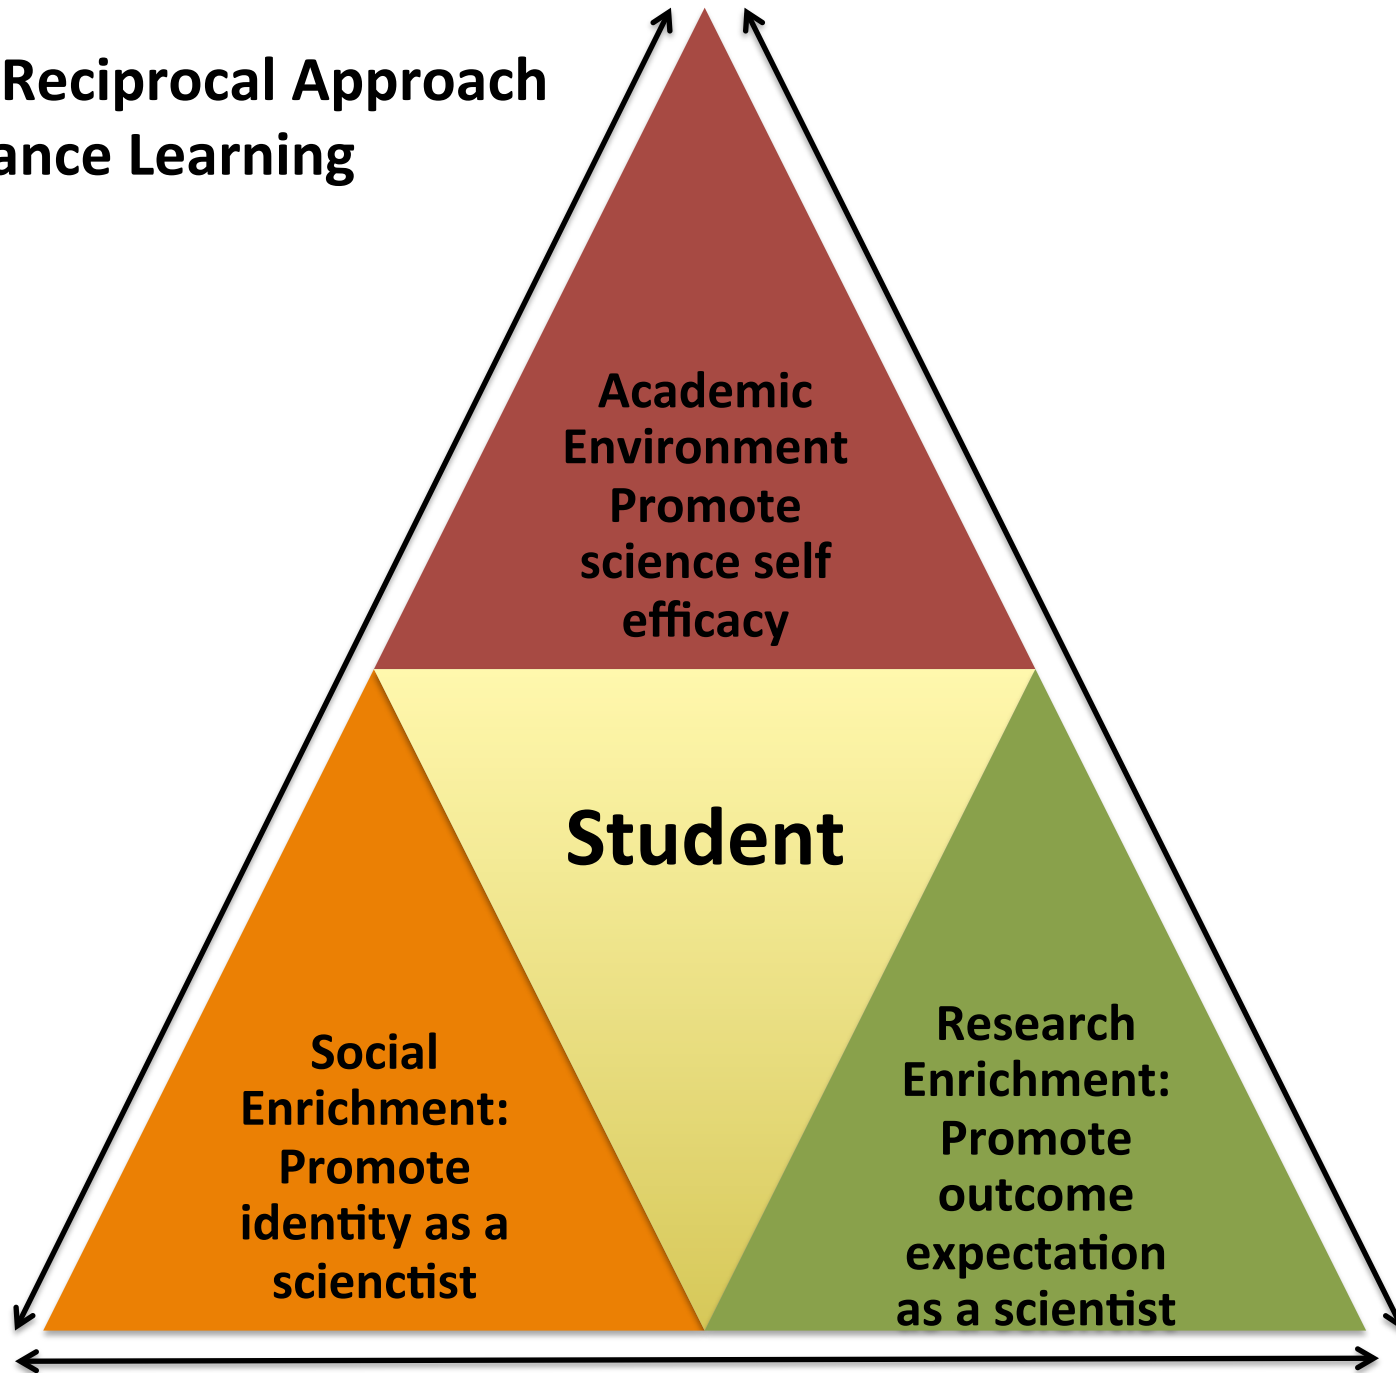 Reciprocal Approach
ance Learning
Academic
Environment
Promote
science self
efficacy
Student
Social
Enrichment:
Promote
identity as a
scienctist
Research
Enrichment:
Promote
outcome
expectation
as a scientist